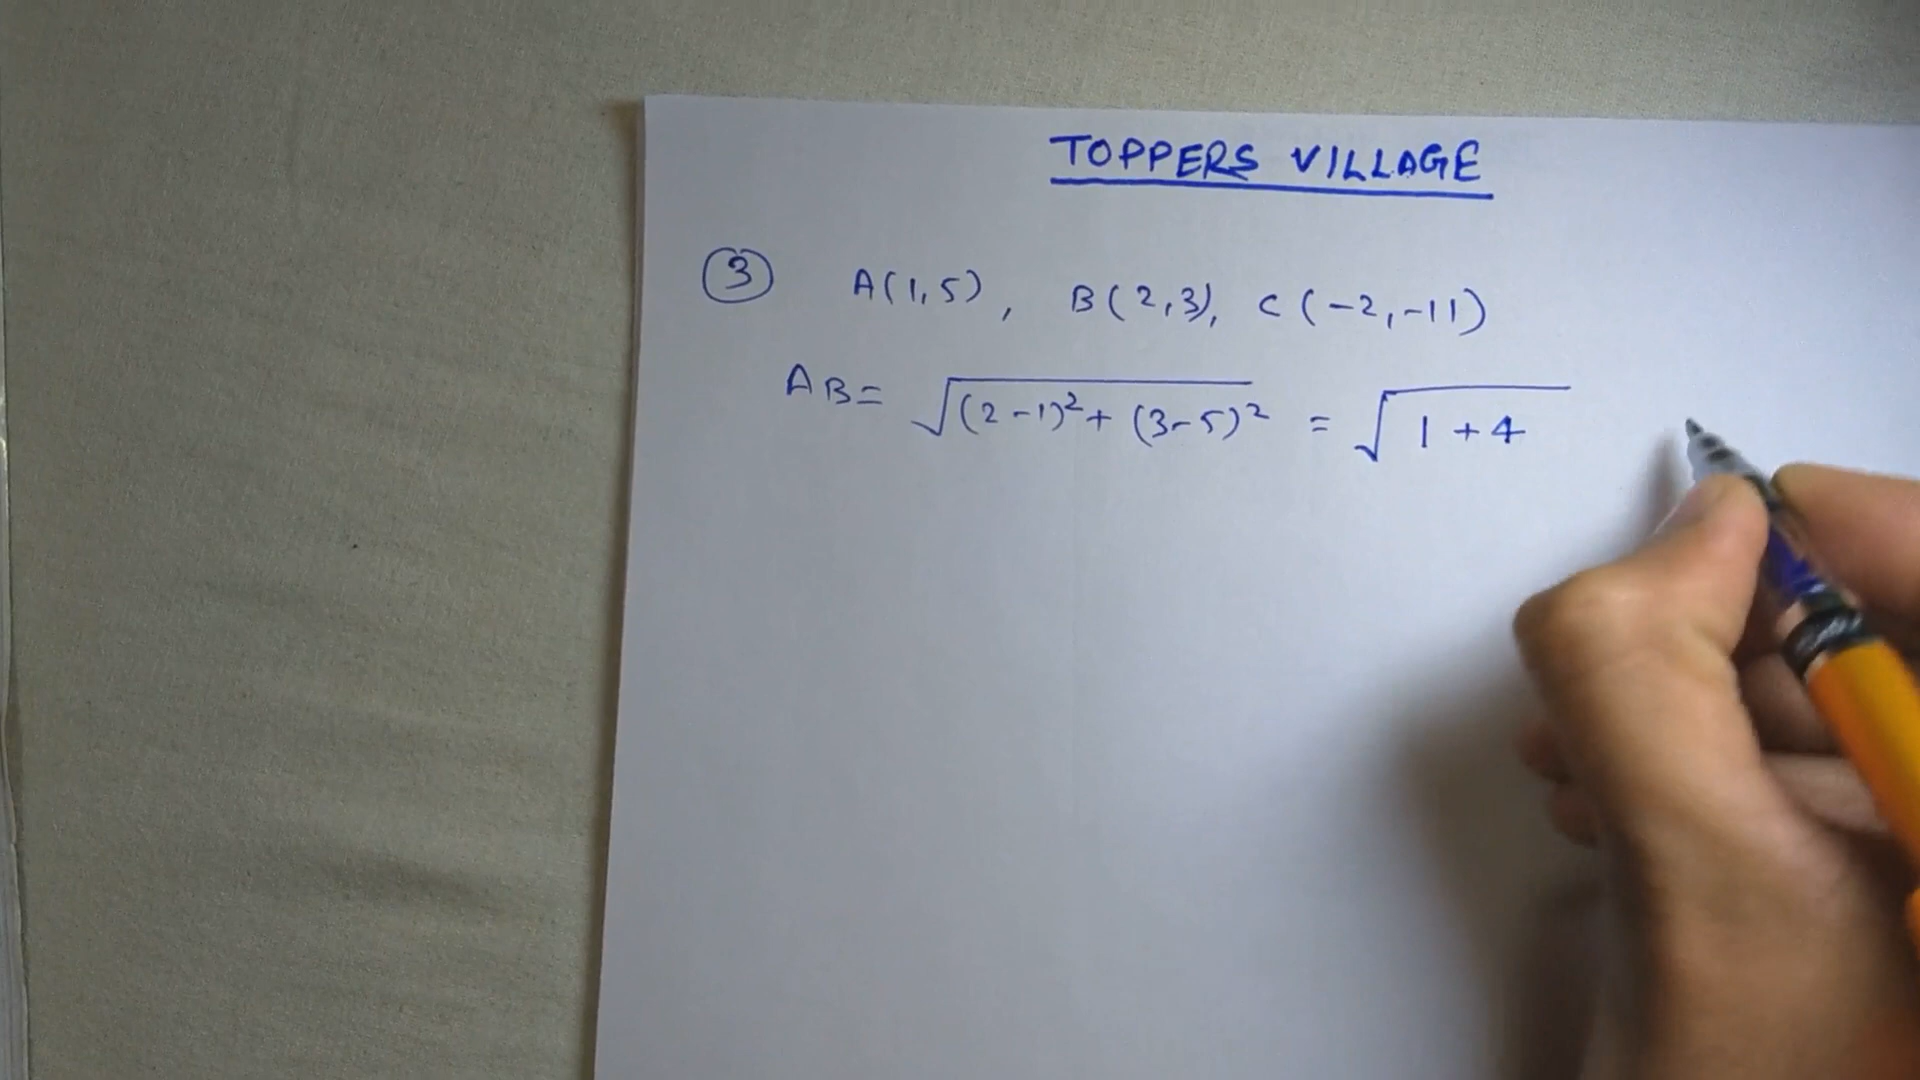 TOPPERS VILLAGE
③ A(1,5), B(2,3), C(-2,-11)
AB= √(2-1)²+(3-5)² = √1+4